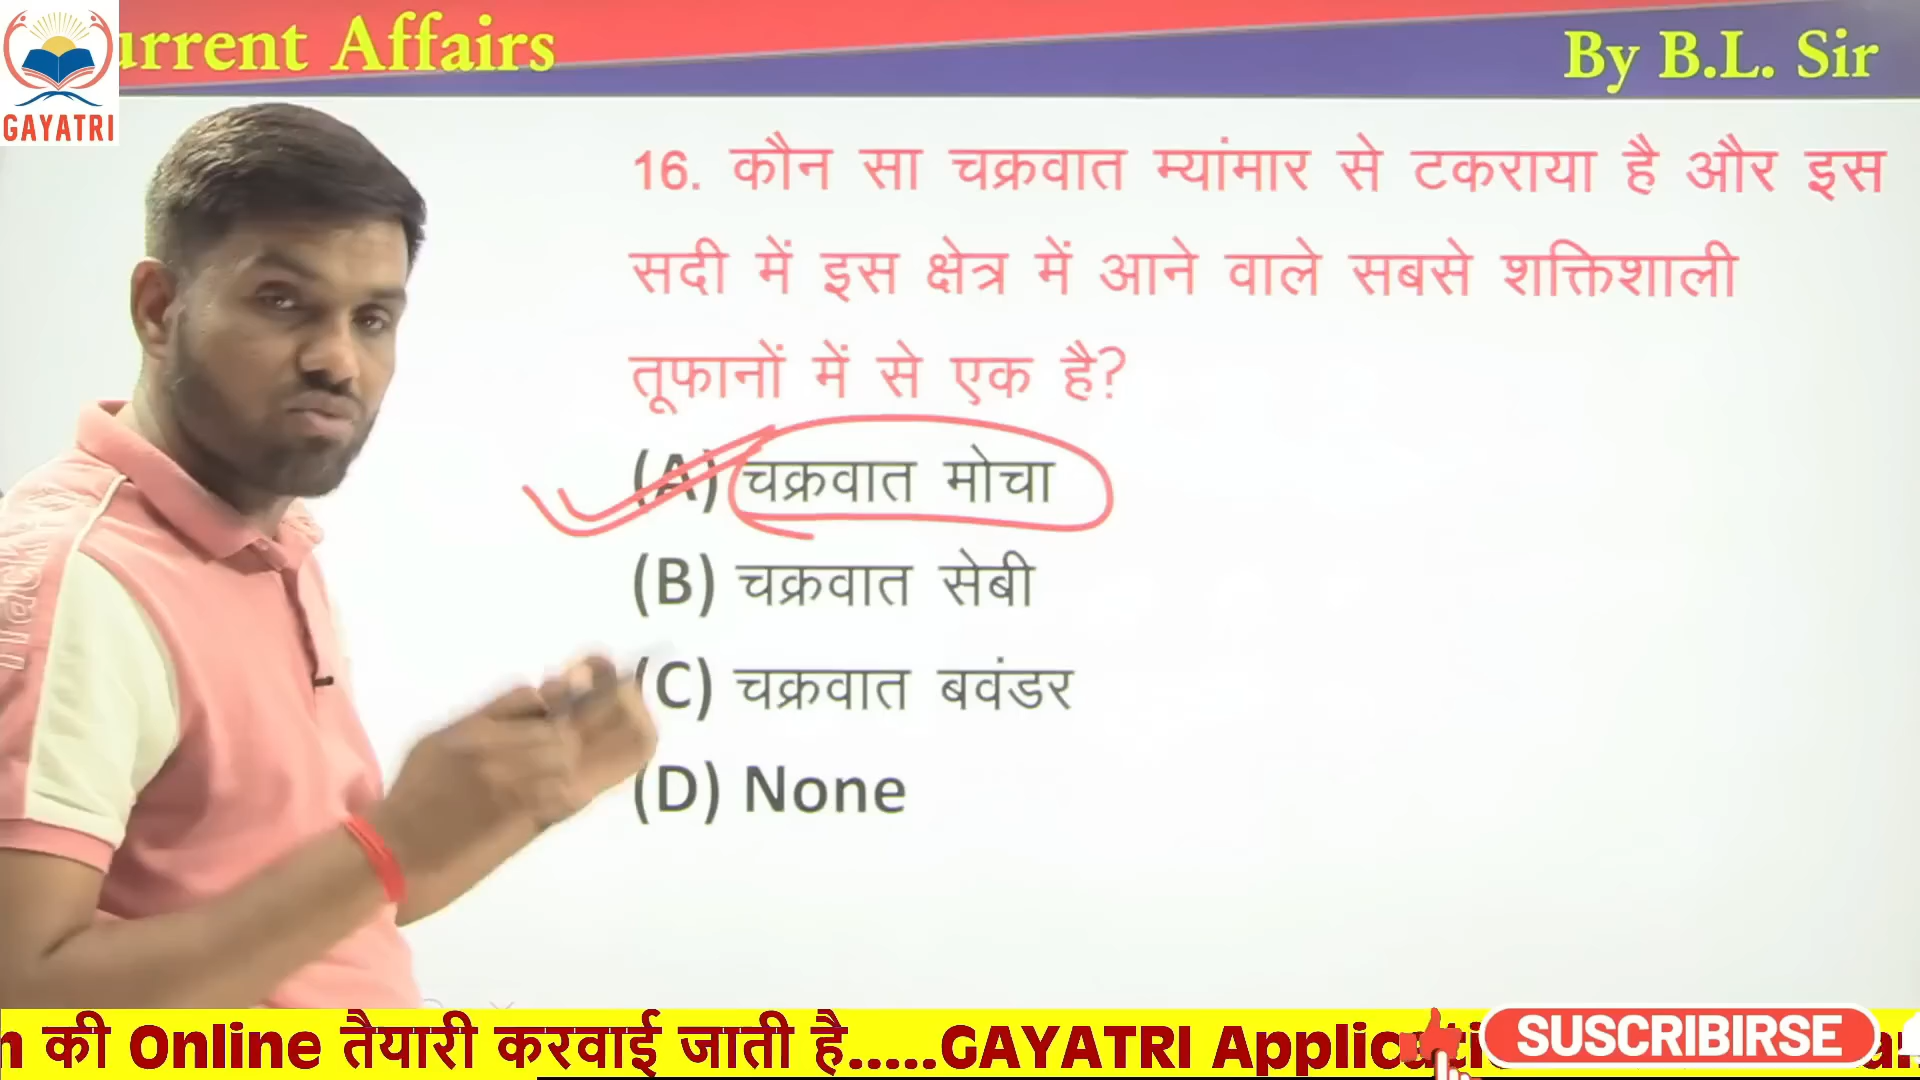 urrent Affairs
By B.L. Sir
GAYATRI
16. कौन सा चक्रवात म्यांमार से टकराया है और इस
सदी में इस क्षेत्र में आने वाले सबसे शक्तिशाली
तूफानों में से एक है?
(A) चक्रवात मोचा
(B) चक्रवात सेबी
(C) चक्रवात बवंडर
(D) None
की Online तैयारी करवाई जाती है.....GAYATRI
SUSCRIBIRSE